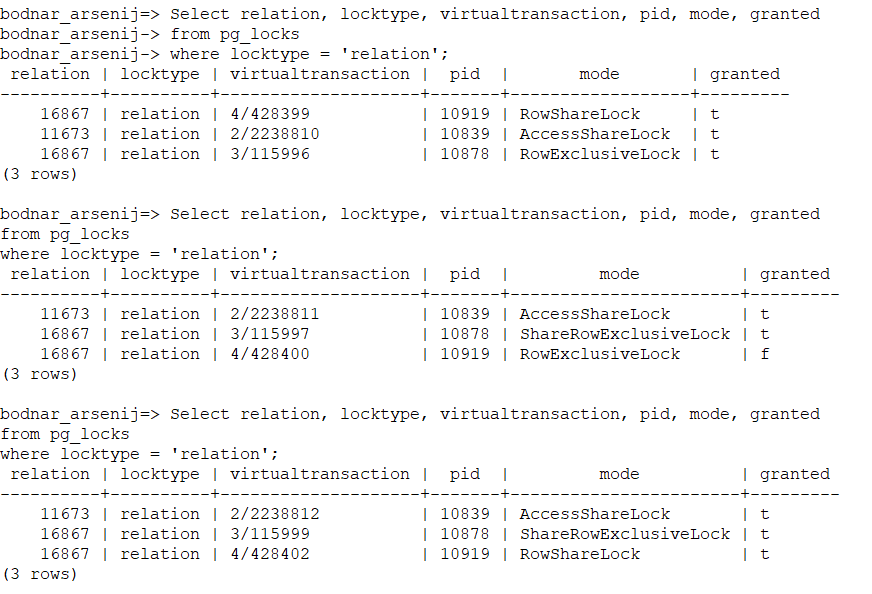 bodnar_arsenij=> Select relation, locktype, virtualtransaction, pid, mode, granted
bodnar_arsenij-> from pg_locks
bodnar_arsenij-> where locktype = 'relation';
 relation | locktype | virtualtransaction |  pid  |       mode       | granted
----------+----------+--------------------+-------+------------------+---------
    16867 | relation | 4/428399           | 10919 | RowShareLock     | t
    11673 | relation | 2/2238810          | 10839 | AccessShareLock  | t
    16867 | relation | 3/115996           | 10878 | RowExclusiveLock | t
(3 rows)

bodnar_arsenij=> Select relation, locktype, virtualtransaction, pid, mode, granted
from pg_locks
where locktype = 'relation';
 relation | locktype | virtualtransaction |  pid  |         mode          | granted
----------+----------+--------------------+-------+-----------------------+---------
    11673 | relation | 2/2238811          | 10839 | AccessShareLock       | t
    16867 | relation | 3/115997           | 10878 | ShareRowExclusiveLock | t
    16867 | relation | 4/428400           | 10919 | RowExclusiveLock      | f
(3 rows)

bodnar_arsenij=> Select relation, locktype, virtualtransaction, pid, mode, granted
from pg_locks
where locktype = 'relation';
 relation | locktype | virtualtransaction |  pid  |         mode          | granted
----------+----------+--------------------+-------+-----------------------+---------
    11673 | relation | 2/2238812          | 10839 | AccessShareLock       | t
    16867 | relation | 3/115999           | 10878 | ShareRowExclusiveLock | t
    16867 | relation | 4/428402           | 10919 | RowShareLock          | t
(3 rows)